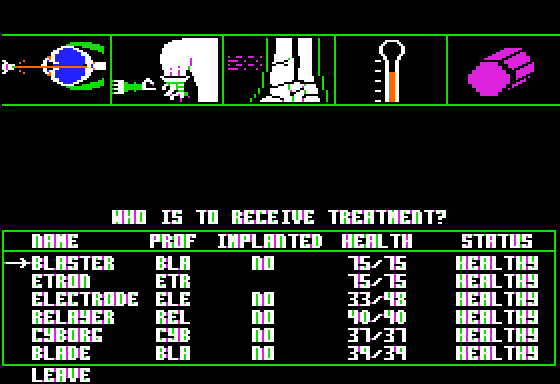 WHO IS TO RECEIVE TREATMENT?
NAME PROF IMPLANTED HEALTH STATUS
BLASTER BLA NO 75/75 HEALTHY
ETRON ETR 75/75 HEALTHY
ELECTRODE ELE NO 33/48 HEALTHY
RELAYER REL NO 40/40 HEALTHY
CYBORG CYB NO 37/37 HEALTHY
BLADE BLA NO 39/39 HEALTHY
LEAVE